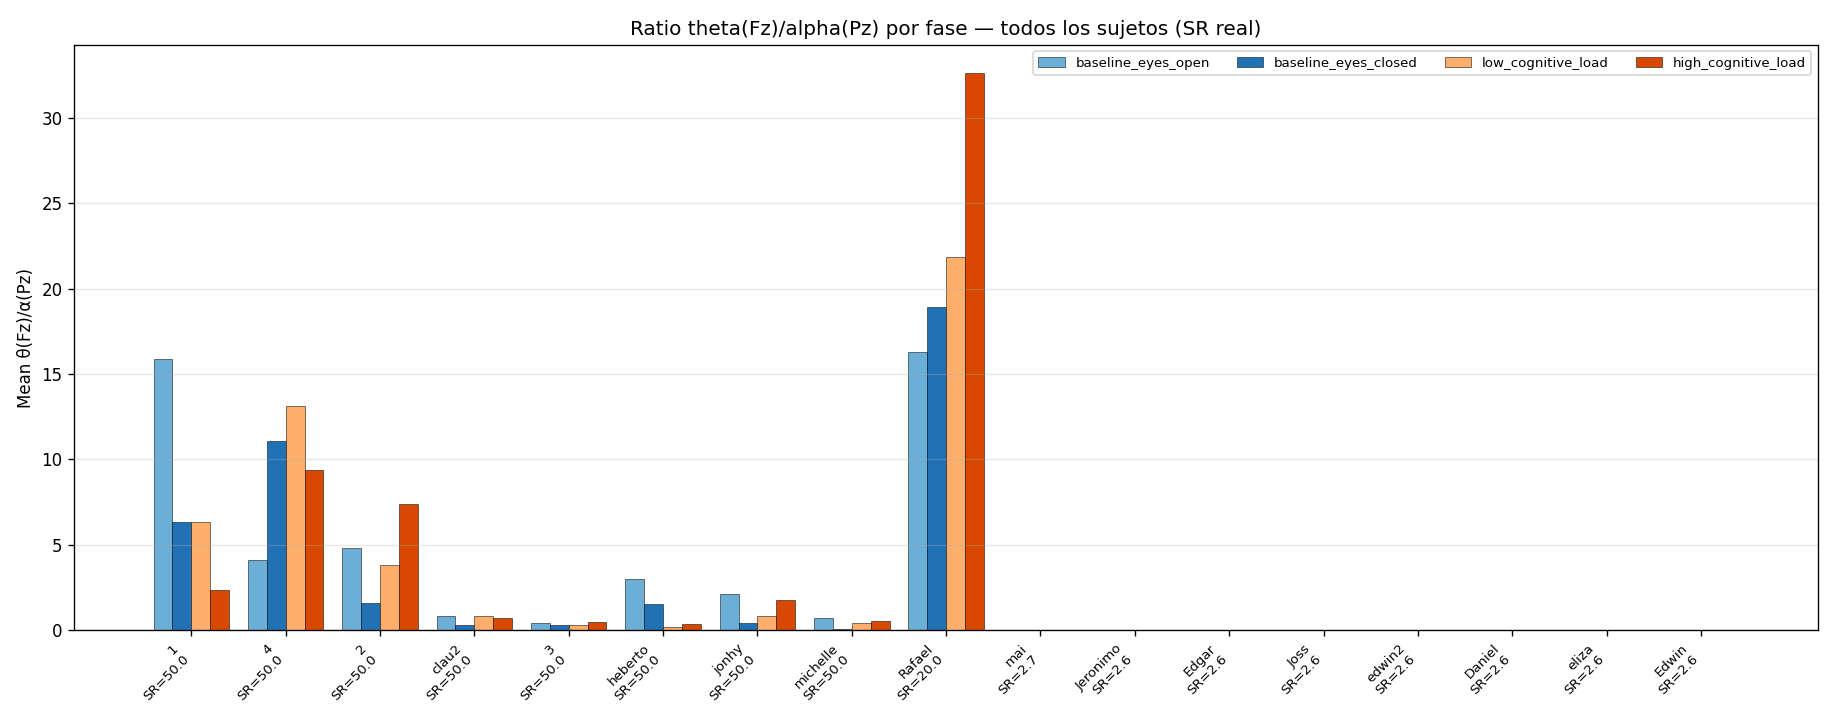 Ratio theta(Fz)/alpha(Pz) por fase — todos los sujetos (SR real)
baseline_eyes_open
baseline_eyes_closed
low_cognitive_load
high_cognitive_load
Mean θ(Fz)/α(Pz)
30
25
20
15
10
5
0
1
SR=50.0
4
SR=50.0
2
SR=50.0
clau2
SR=50.0
3
SR=50.0
heberto
SR=50.0
jonhy
SR=50.0
michelle
SR=50.0
Rafael
SR=20.0
mai
SR=2.7
Jeronimo
SR=2.6
Edgar
SR=2.6
Joss
SR=2.6
edwin2
SR=2.6
Daniel
SR=2.6
eliza
SR=2.6
Edwin
SR=2.6